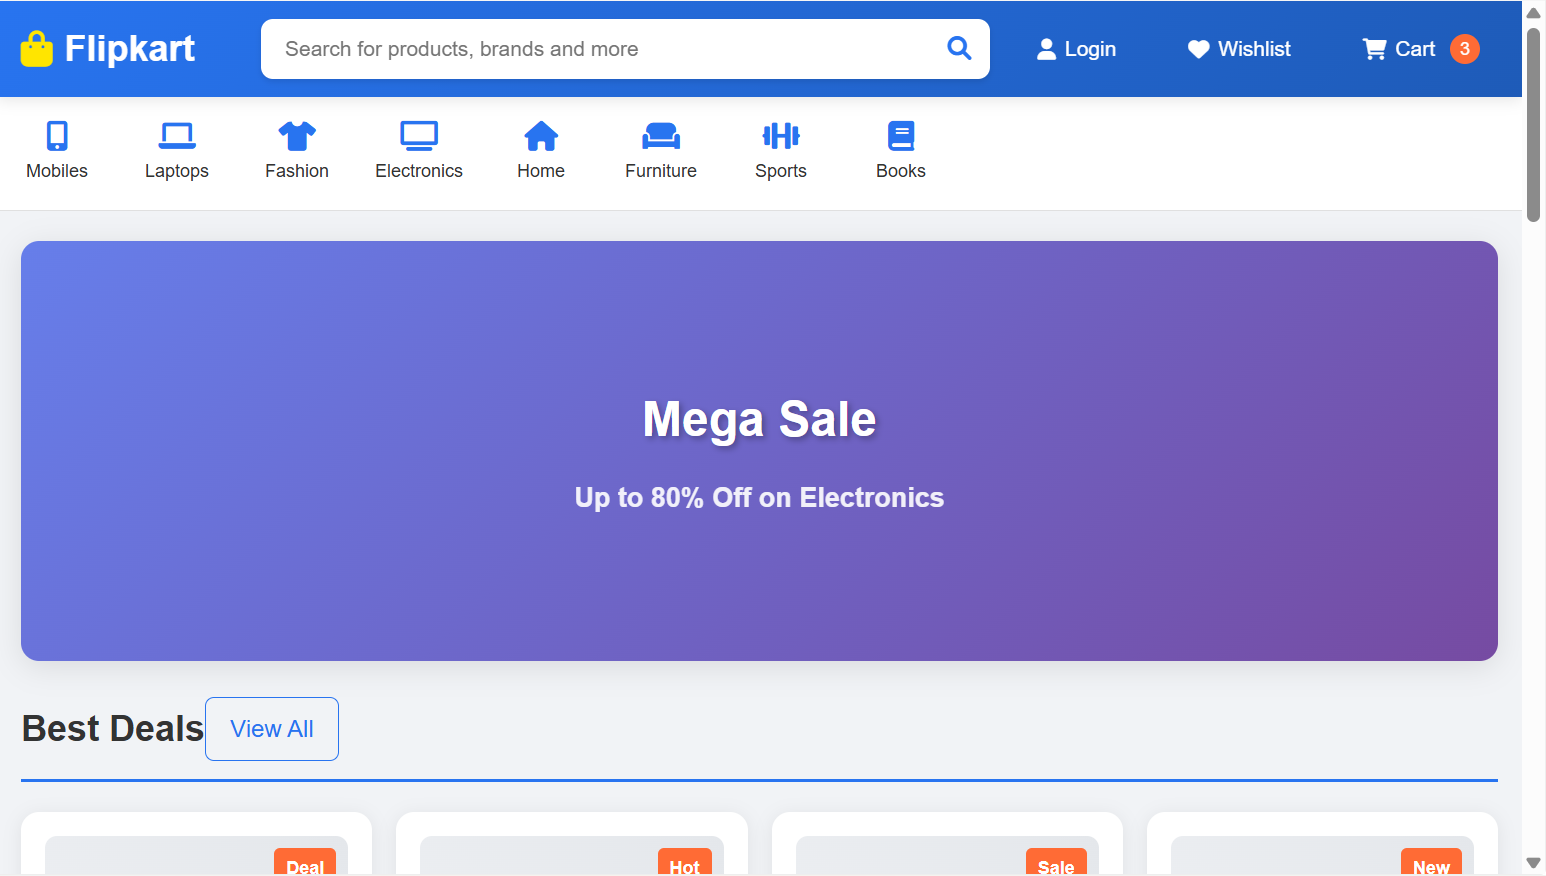 Flipkart
Search for products, brands and more
Login
Wishlist
Cart 3
Mobiles
Laptops
Fashion
Electronics
Home
Furniture
Sports
Books
Mega Sale
Up to 80% Off on Electronics
Best Deals
View All
Deal
Hot
Sale
New